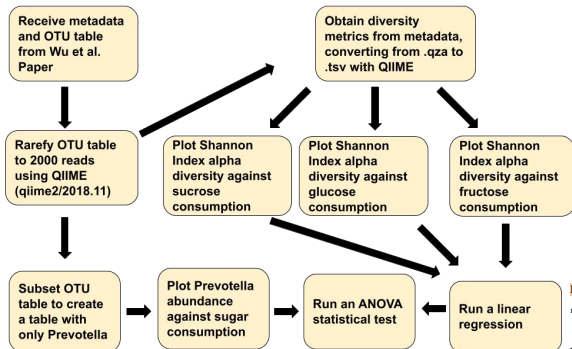 Receive metadata
and OTU table
from Wu et al.
Paper
Obtain diversity
metrics from metadata,
converting from .qza to
.tsv with QIIME
Rarefy OTU table
to 2000 reads
using QIIME
(qiime2/2018.11)
Plot Shannon
Index alpha
diversity against
sucrose
consumption
Plot Shannon
Index alpha
diversity against
glucose
consumption
Plot Shannon
Index alpha
diversity against
fructose
consumption
Subset OTU
table to create
a table with
only Prevotella
Plot Prevotella
abundance
against sugar
consumption
Run an ANOVA
statistical test
Run a linear
regression